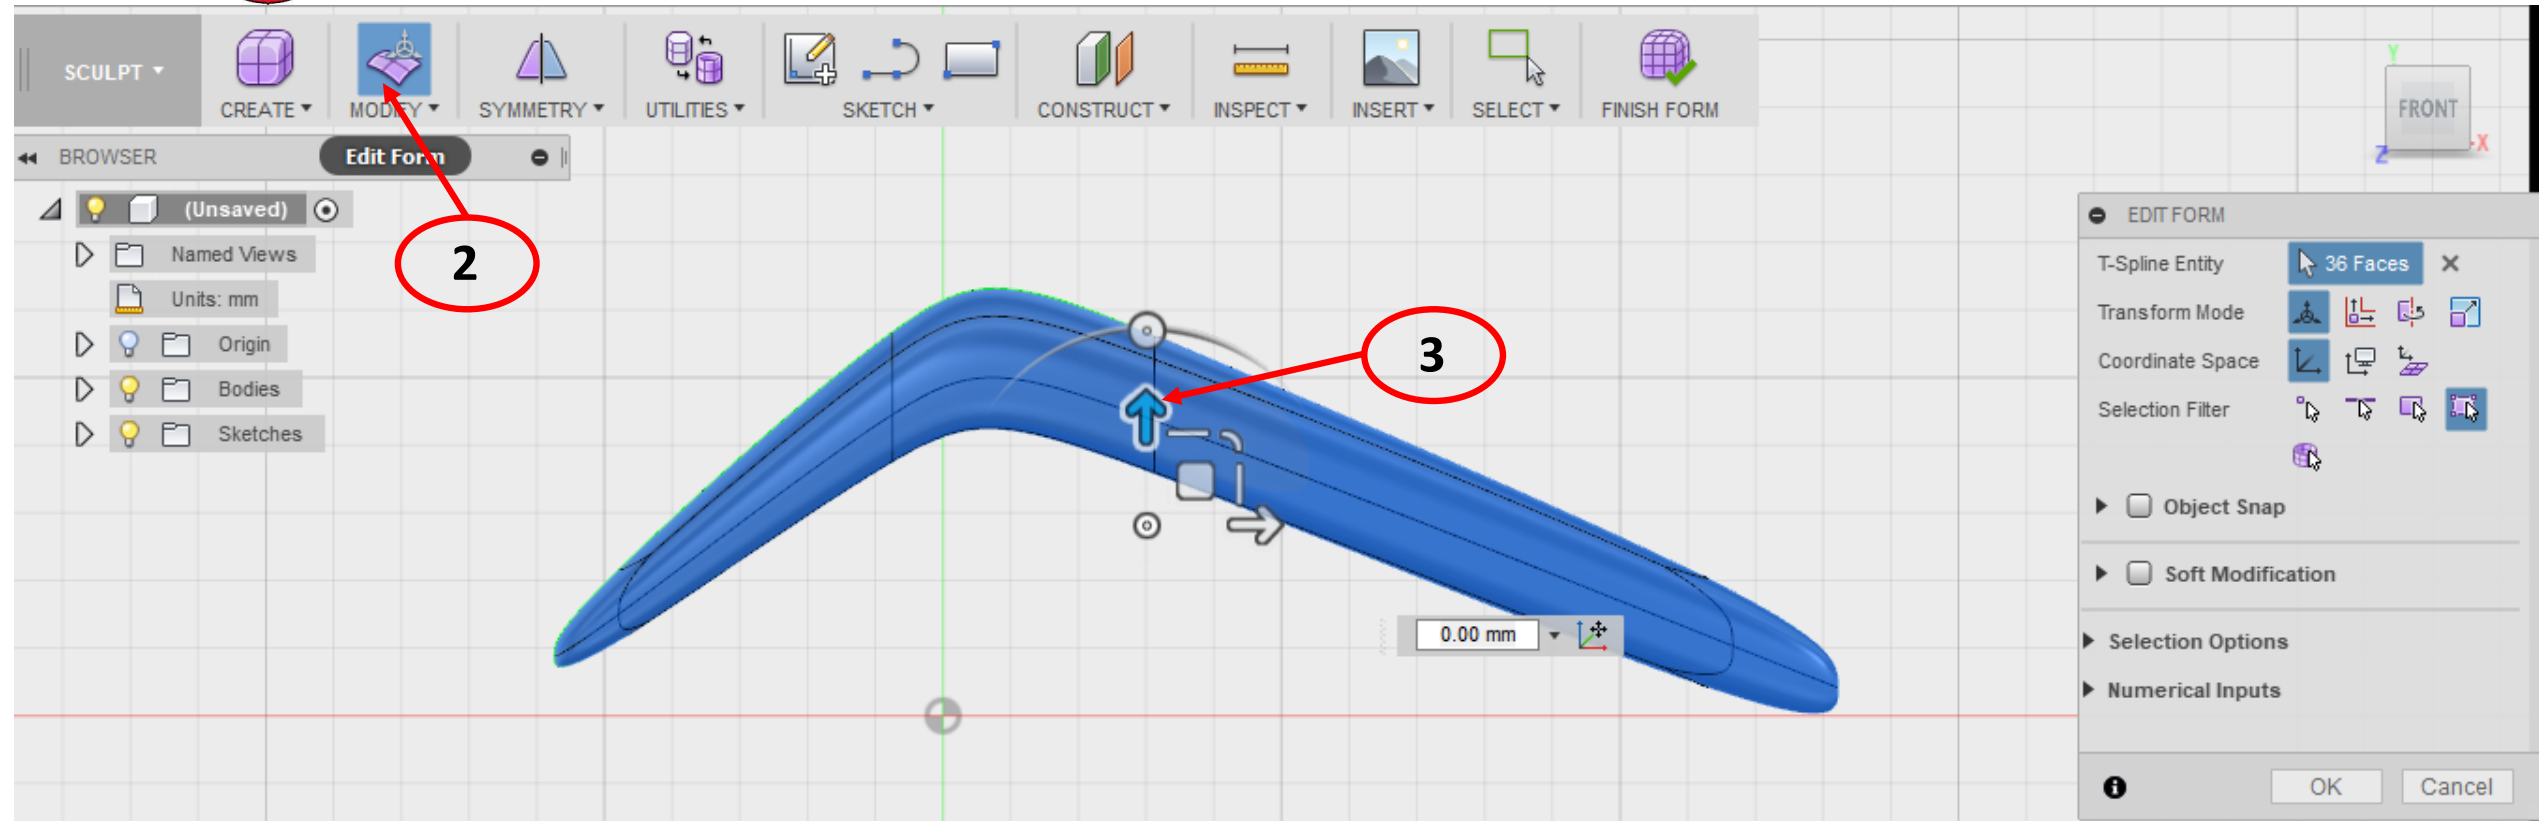 SCULPT
CREATE MODIFY SYMMETRY UTILITIES SKETCH CONSTRUCT INSPECT INSERT SELECT FINISH FORM
Y
FRONT
X
Z
BROWSER
Edit Form
2
(Unsaved)
Named Views
Units: mm
Origin
Bodies
Sketches
3
0.00 mm
EDIT FORM
T-Spline Entity 36 Faces
Transform Mode
Coordinate Space
Selection Filter
Object Snap
Soft Modification
Selection Options
Numerical Inputs
OK Cancel